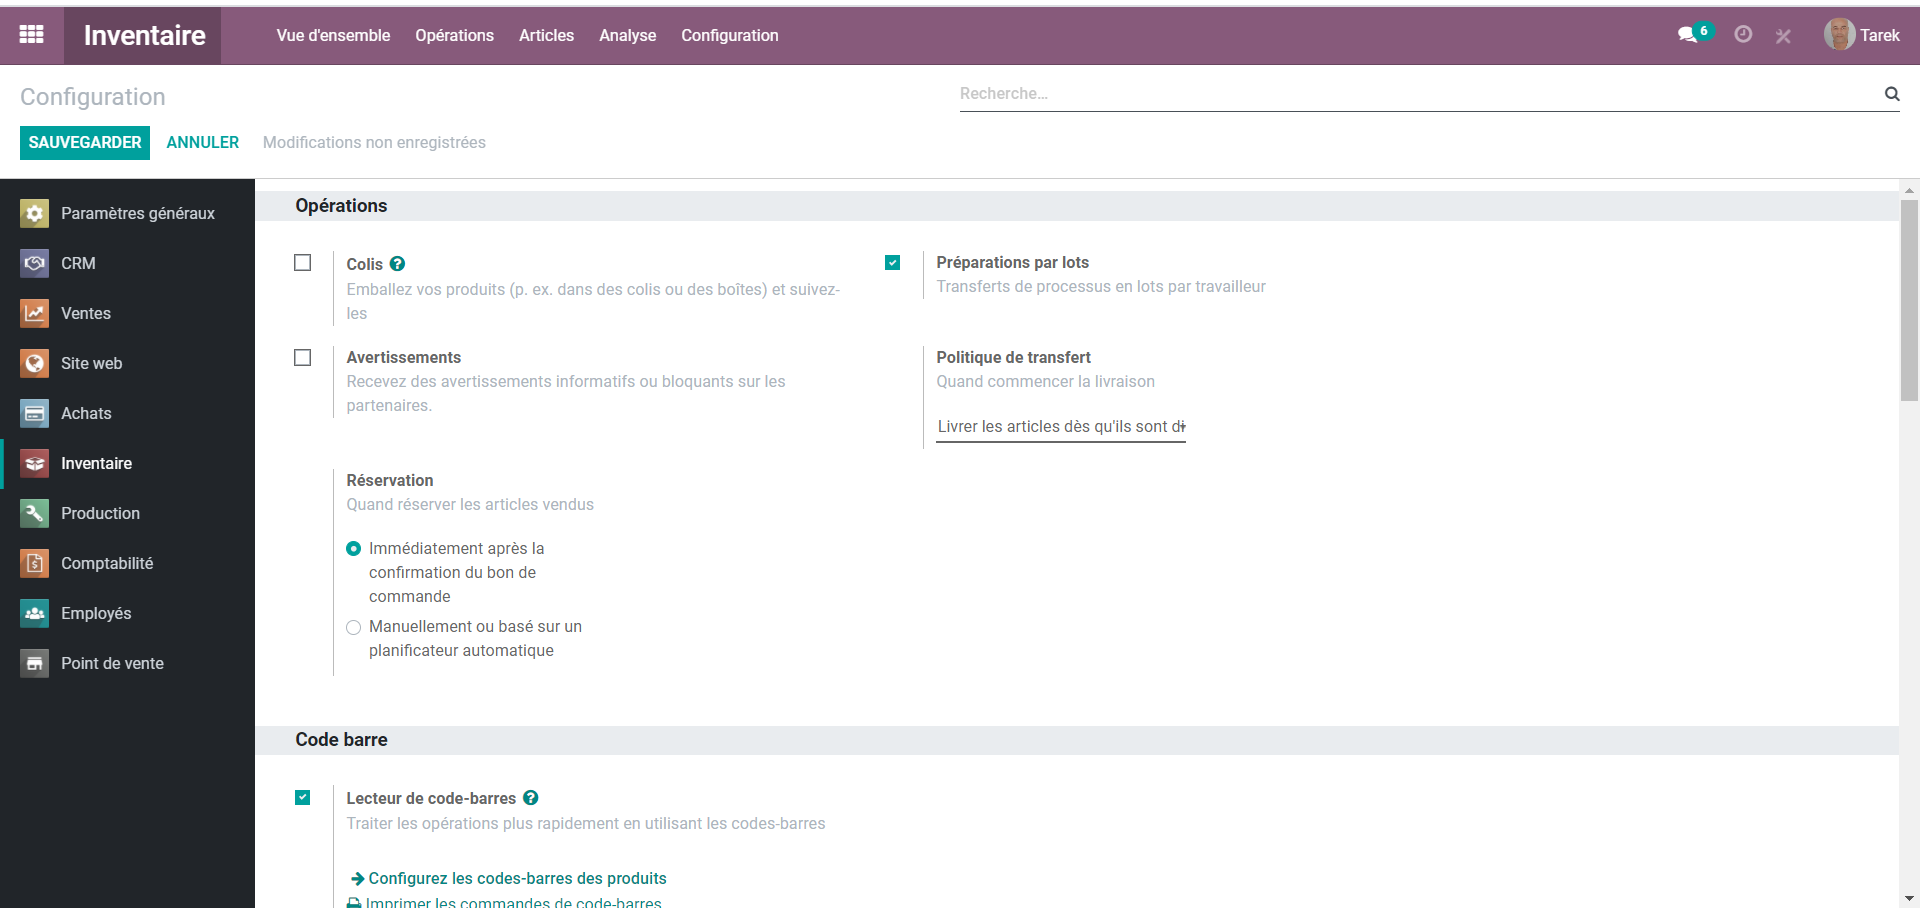 Inventaire
Vue d'ensemble
Opérations
Articles
Analyse
Configuration
6
Tarek
Configuration
Recherche...
SAUVEGARDER
ANNULER
Modifications non enregistrées
Paramètres généraux
CRM
Ventes
Site web
Achats
Inventaire
Production
Comptabilité
Employés
Point de vente
Opérations
Colis
Emballez vos produits (p. ex. dans des colis ou des boîtes) et suivez-
les
Préparations par lots
Transferts de processus en lots par travailleur
Avertissements
Recevez des avertissements informatifs ou bloquants sur les
partenaires.
Politique de transfert
Quand commencer la livraison
Livrer les articles dès qu'ils sont
Réservation
Quand réserver les articles vendus
Immédiatement après la
confirmation du bon de
commande
Manuellement ou basé sur un
planificateur automatique
Code barre
Lecteur de code-barres
Traiter les opérations plus rapidement en utilisant les codes-barres
Configurez les codes-barres des produits
Imprimer les commandes de code-barres